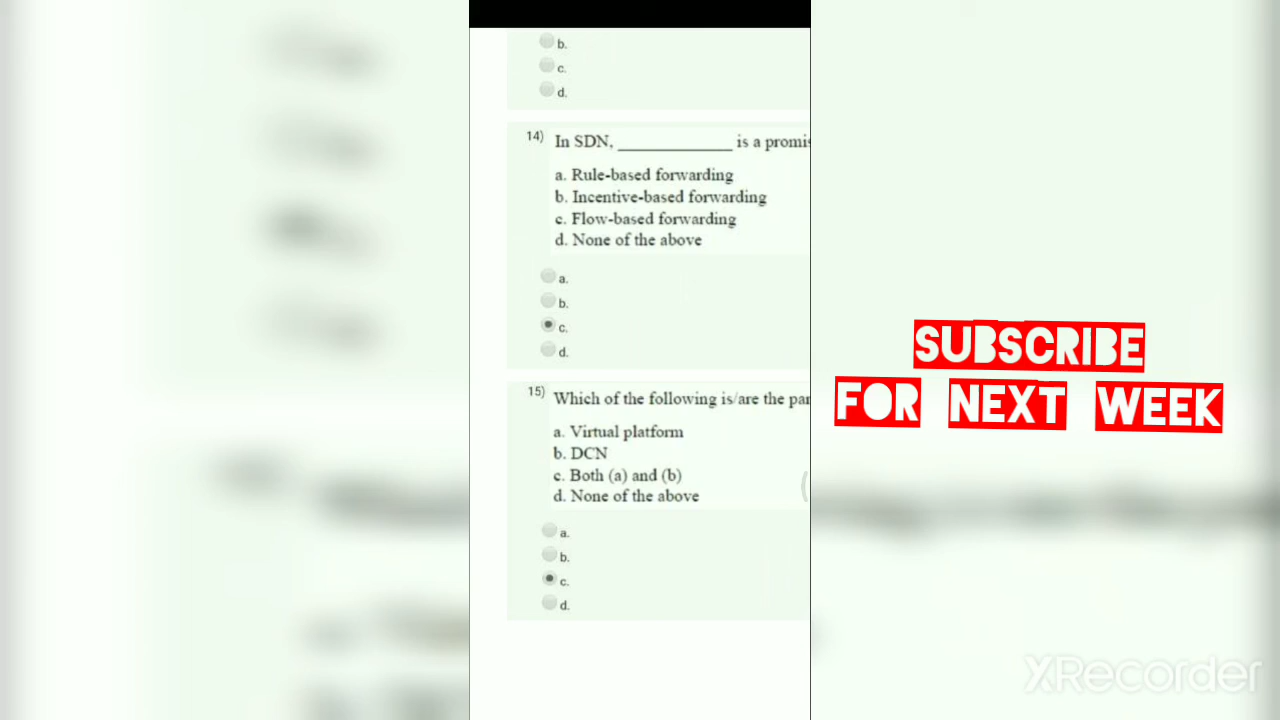 b.
c.
d.
14) In SDN, _____________ is a promis
a. Rule-based forwarding
b. Incentive-based forwarding
c. Flow-based forwarding
d. None of the above
a.
b.
c.
d.
15) Which of the following is/are the par
a. Virtual platform
b. DCN
c. Both (a) and (b)
d. None of the above
a.
b.
c.
d.
SUBSCRIBE
FOR NEXT WEEK
XRecorder